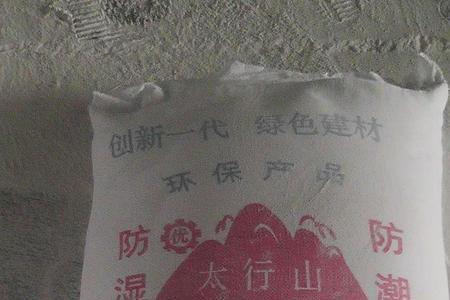 创新一代 绿色建材
环保产品
防湿
优
太行山
防潮